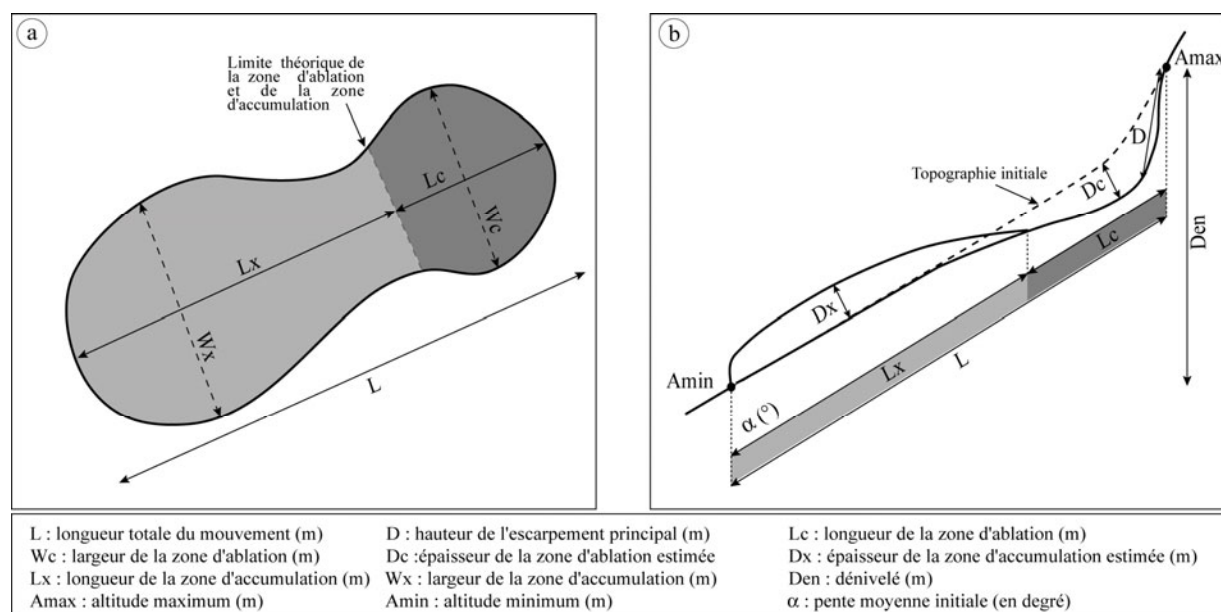 a
Limite théorique de
la zone d'ablation
et de la zone
d'accumulation
Lc
Wc
Lx
Wx
L
b
Amax
D
Topographie initiale
Dc
Den
Lc
Dx
Amin
Lx
L
α (°)
L : longueur totale du mouvement (m)
D : hauteur de l'escarpement principal (m)
Lc : longueur de la zone d'ablation (m)
Wc : largeur de la zone d'ablation (m)
Dc :épaisseur de la zone d'ablation estimée
Dx : épaisseur de la zone d'accumulation estimée (m)
Lx : longueur de la zone d'accumulation (m)
Wx : largeur de la zone d'accumulation (m)
Den : dénivelé (m)
Amax : altitude maximum (m)
Amin : altitude minimum (m)
α : pente moyenne initiale (en degré)